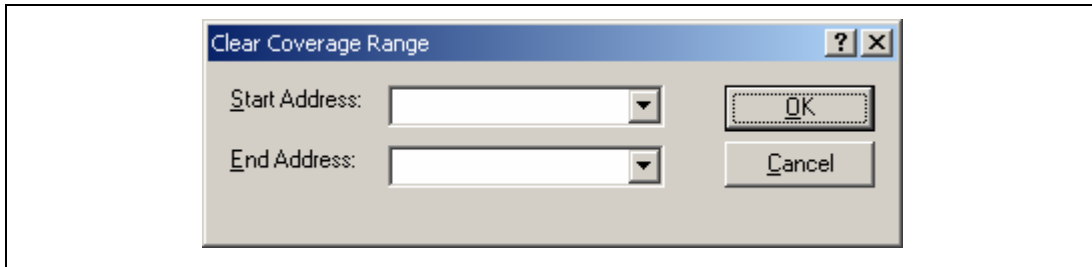 Clear Coverage Range
?
Start Address:
OK
End Address:
Cancel